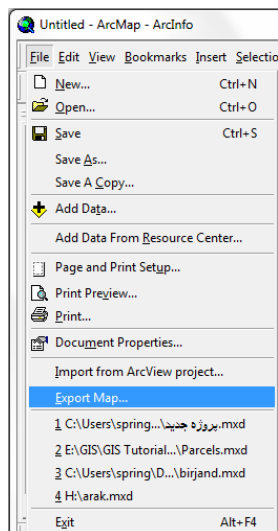 Untitled - ArcMap - ArcInfo
File Edit View Bookmarks Insert Selectio
New... Ctrl+N
Open... Ctrl+O
Save Ctrl+S
Save As...
Save A Copy...
Add Data...
Add Data From Resource Center...
Page and Print Setup...
Print Preview...
Print...
Document Properties...
Import from ArcView project...
Export Map...
1 C:\Users\spring...\پروژه جدید.mxd
2 E:\GIS\GIS Tutorial...\Parcels.mxd
3 C:\Users\spring\D...\birjand.mxd
4 H:\arak.mxd
Exit Alt+F4